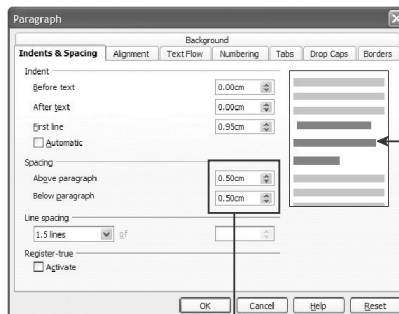 Paragraph
Background
Indents & Spacing Alignment Text Flow Numbering Tabs Drop Caps Borders
Indent
Before text 0.00cm
After text 0.00cm
First line 0.95cm
Automatic
Spacing
Above paragraph 0.50cm
Below paragraph 0.50cm
Line spacing
1.5 lines of
Register-true
Activate
OK Cancel Help Reset